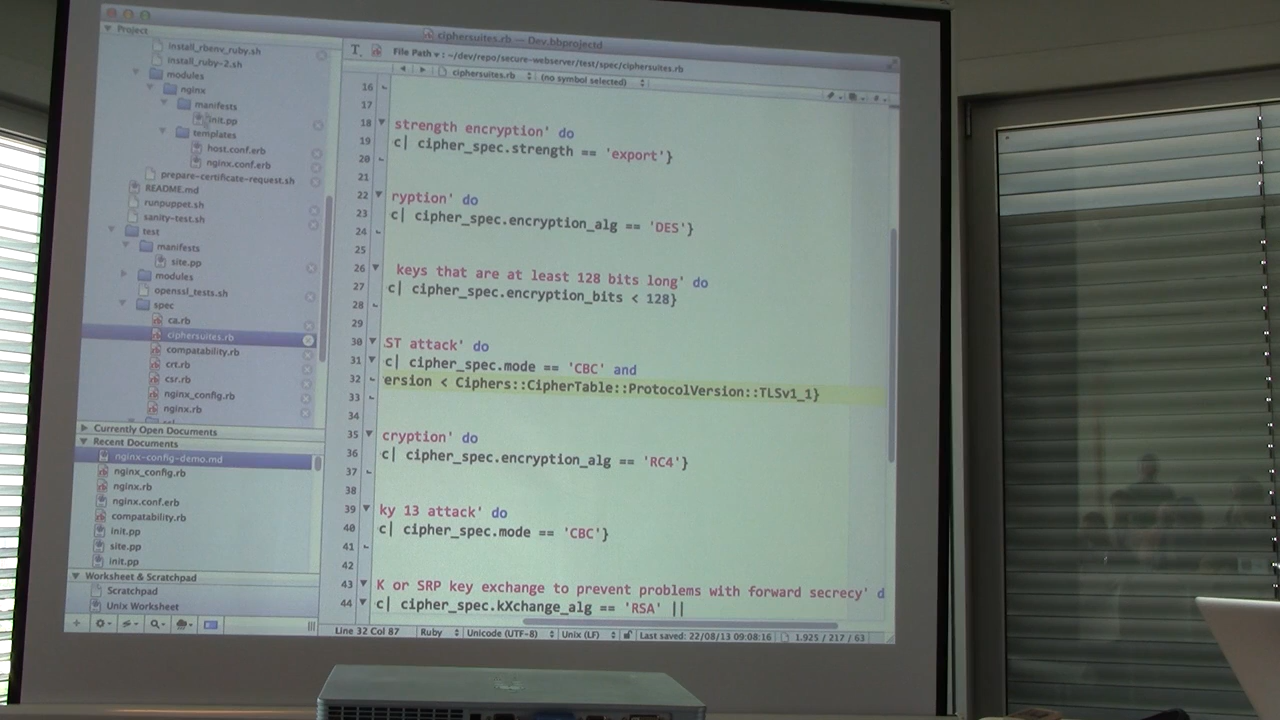 ciphersuites.rb — Dev.bbprojectd
Project
install_rbenv_ruby.sh
install_ruby-2.sh
modules
nginx
manifests
init.pp
templates
host.conf.erb
nginx.conf.erb
prepare-certificate-request.sh
README.md
runpuppet.sh
sanity-test.sh
test
manifests
site.pp
modules
openssl_tests.sh
spec
ca.rb
ciphersuites.rb
compatability.rb
crt.rb
csr.rb
nginx_config.rb
nginx.rb
Currently Open Documents
Recent Documents
nginx-config-demo.md
nginx_config.rb
nginx.rb
nginx.conf.erb
compatability.rb
init.pp
site.pp
init.pp
Worksheet & Scratchpad
Scratchpad
Unix Worksheet
File Path ▾ : ~/dev/repo/secure-webserver/test/spec/ciphersuites.rb
ciphersuites.rb (no symbol selected)
16
17
18 strength encryption' do
19 c| cipher_spec.strength == 'export'}
20
21
22 ryption' do
23 c| cipher_spec.encryption_alg == 'DES'}
24
25
26 keys that are at least 128 bits long' do
27 c| cipher_spec.encryption_bits < 128}
28
29
30 ST attack' do
31 c| cipher_spec.mode == 'CBC' and
32 ersion < Ciphers::CipherTable::ProtocolVersion::TLSv1_1}
33
34
35 cryption' do
36 c| cipher_spec.encryption_alg == 'RC4'}
37
38
39 ky 13 attack' do
40 c| cipher_spec.mode == 'CBC'}
41
42
43 K or SRP key exchange to prevent problems with forward secrecy' d
44 c| cipher_spec.kXchange_alg == 'RSA' ||
Line 32 Col 87 Ruby Unicode (UTF-8) Unix (LF) Last saved: 22/08/13 09:08:16 1.925 / 217 / 63